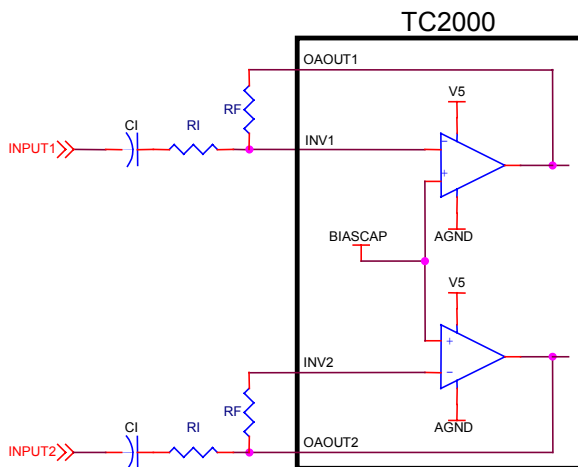 TC2000
OAOUT1
V5
CI
RI
RF
INPUT1
INV1
−
+
BIASCAP
AGND
V5
+
INV2
−
CI
RI
RF
AGND
INPUT2
OAOUT2